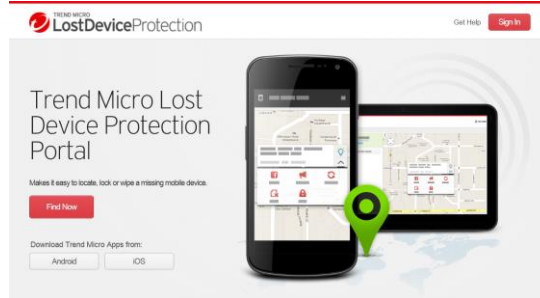 TREND MICRO
LostDeviceProtection
Get Help
Sign In
Trend Micro Lost
Device Protection
Portal
Makes it easy to locate, lock or wipe a missing mobile device.
Find Now
Download Trend Micro Apps from:
Android
iOS